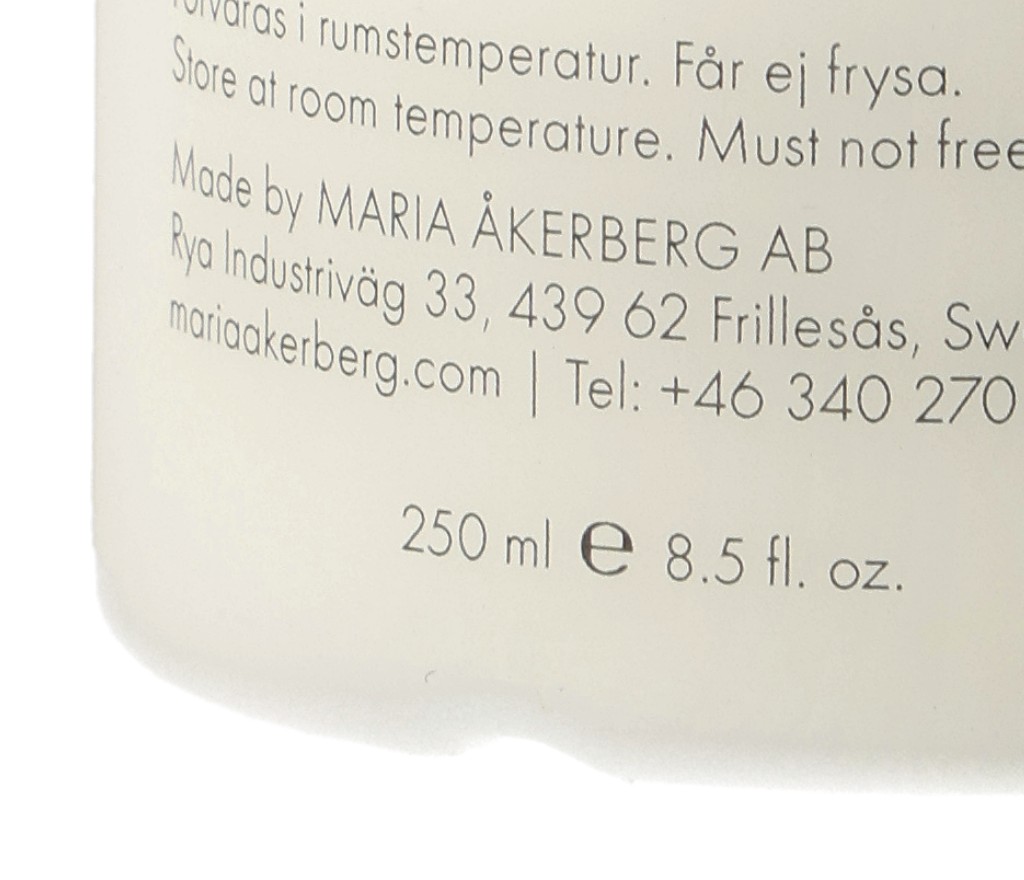 i rumstemperatur. Får ej frysa.
Store at room temperature. Must not
Made by MARIA ÅKERBERG AB
Rya Industriväg 33, 439 62 Frillesås,
mariaakerberg.com | Tel: +46 340 270
250 ml e 8.5 fl. oz.